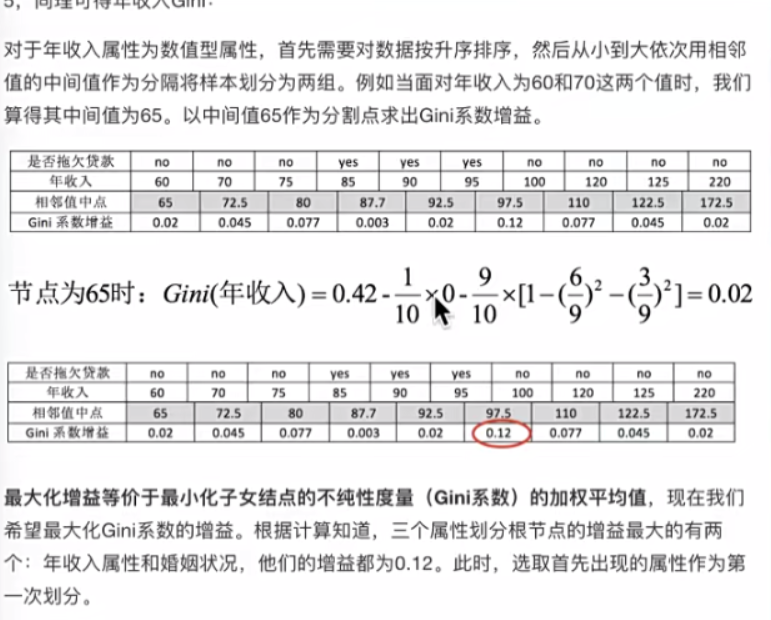 5，同理可得年收入Gini：
对于年收入属性为数值型属性，首先需要对数据按升序排序，然后从小到大依次用相邻
值的中间值作为分隔将样本划分为两组。例如当面对年收入为60和70这两个值时，我们
算得其中间值为65。以中间值65作为分割点求出Gini系数增益。
是否拖欠贷款 no no no yes yes yes no no no no
年收入 60 70 75 85 90 95 100 120 125 220
相邻值中点 65 72.5 80 87.7 92.5 97.5 110 122.5 172.5
Gini 系数增益 0.02 0.045 0.077 0.003 0.02 0.12 0.077 0.045 0.02
节点为65时：Gini(年收入) = 0.42 - 1/10 × 0 - 9/10 × [1 − (6/9)² − (3/9)²] = 0.02
是否拖欠贷款 no no no yes yes yes no no no no
年收入 60 70 75 85 90 95 100 120 125 220
相邻值中点 65 72.5 80 87.7 92.5 97.5 110 122.5 172.5
Gini 系数增益 0.02 0.045 0.077 0.003 0.02 0.12 0.077 0.045 0.02
最大化增益等价于最小化子女结点的不纯性度量（Gini系数）的加权平均值，现在我们
希望最大化Gini系数的增益。根据计算知道，三个属性划分根节点的增益最大的有两
个：年收入属性和婚姻状况，他们的增益都为0.12。此时，选取首先出现的属性作为第
一次划分。